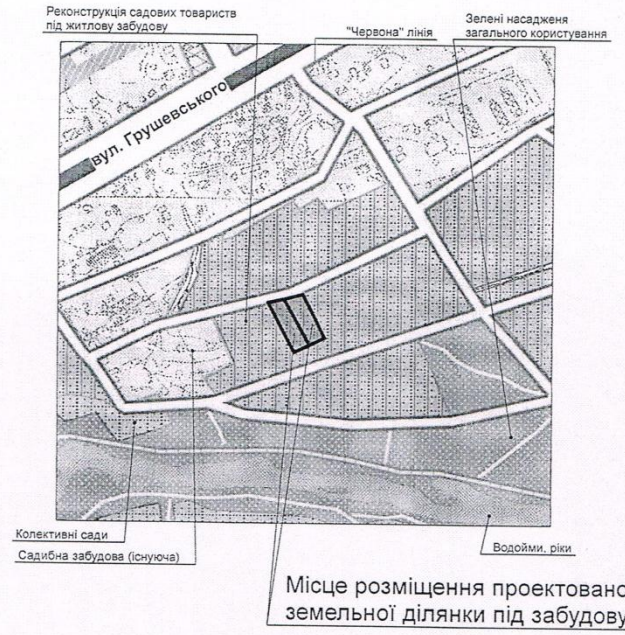 Реконструкція садових товариств
під житлову забудову
"Червона" лінія
Зелені насадженя
загального користування
вул. Грушевського
Колективні сади
Садибна забудова (існуюча)
Водойми, ріки
Місце розміщення проектовано
земельної ділянки під забудову